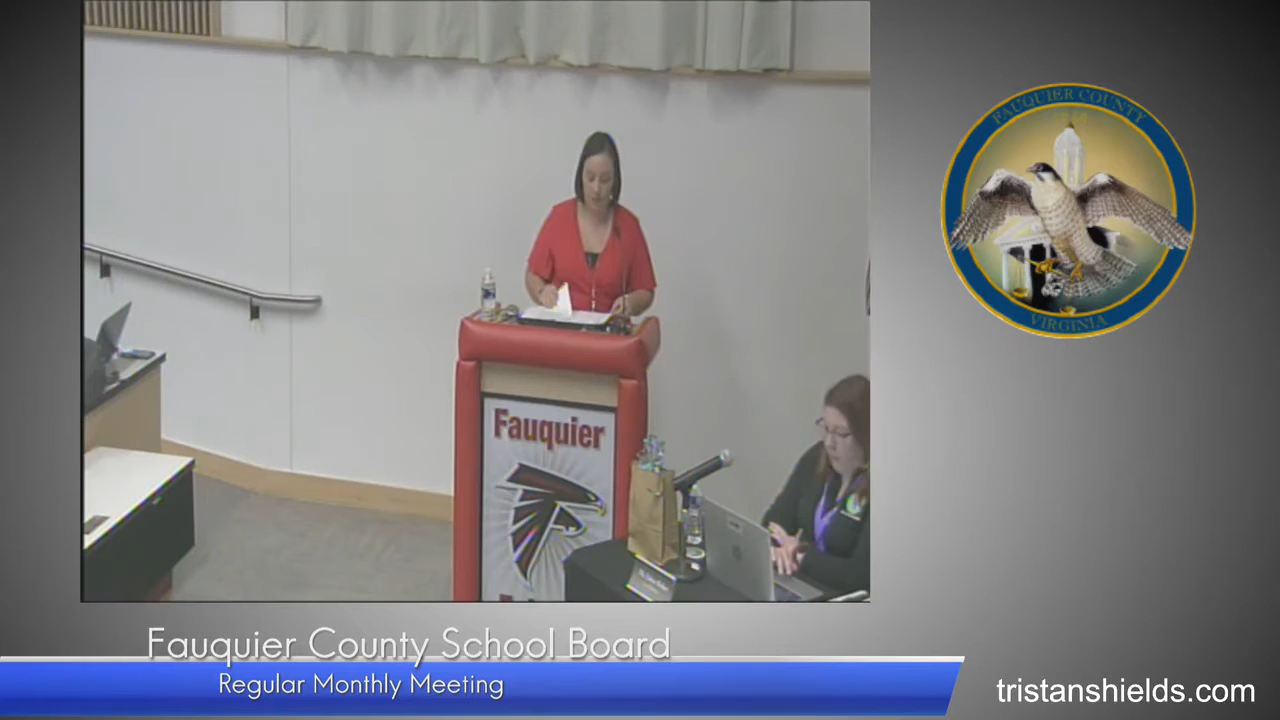 FAUQUIER COUNTY
VIRGINIA
Fauquier
Fauquier County School Board
Regular Monthly Meeting
tristanshields.com